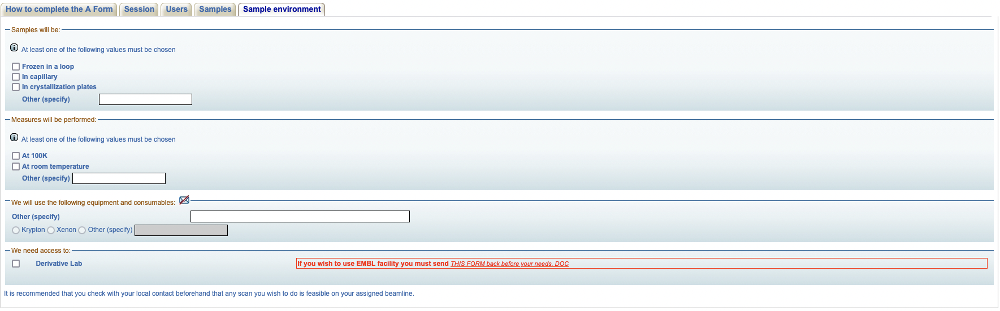 How to complete the A Form Session Users Samples Sample environment
Samples will be:
At least one of the following values must be chosen
Frozen in a loop
In capillary
In crystallization plates
Other (specify)
Measures will be performed:
At least one of the following values must be chosen
At 100K
At room temperature
Other (specify)
We will use the following equipment and consumables:
Other (specify)
Krypton Xenon Other (specify)
We need access to:
Derivative Lab If you wish to use EMBL facility you must send THIS FORM back before your needs. DOC
It is recommended that you check with your local contact beforehand that any scan you wish to do is feasible on your assigned beamline.